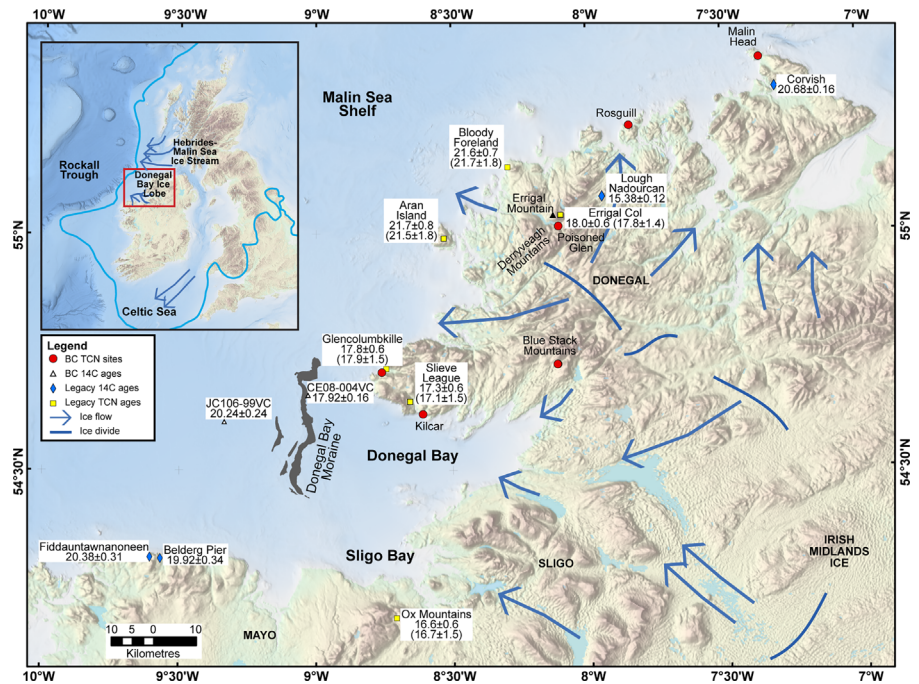 10°W
9°30'W
9°W
8°30'W
8°W
7°30'W
7°W
Malin
Head
Corvish
20.68±0.16
Malin Sea
Shelf
Rosguill
Bloody
Foreland
21.6±0.7
(21.7±1.8)
Hebrides-
Malin Sea
Ice Stream
Rockall
Trough
Donegal
Bay Ice
Lobe
Celtic Sea
Lough
Nadourcan
15.38±0.12
Errigal
Mountain
Errigal Col
18.0±0.6 (17.8±1.4)
Aran
Island
21.7±0.8
(21.5±1.8)
Derryveagh
Mountains
Poisoned
Glen
55°N
55°N
DONEGAL
Legend
BC TCN sites
BC 14C ages
Legacy 14C ages
Legacy TCN ages
Ice flow
Ice divide
Glencolumbkille
17.8±0.6
(17.9±1.5)
Blue Stack
Mountains
Slieve
League
17.3±0.6
(17.1±1.5)
CE08-004VC
17.92±0.16
JC106-99VC
20.24±0.24
Kilcar
Donegal Bay
Moraine
Donegal Bay
54°30'N
54°30'N
Fiddauntawnanoneen
20.38±0.31
Belderg Pier
19.92±0.34
Sligo Bay
SLIGO
IRISH
MIDLANDS
ICE
Ox Mountains
16.6±0.6
(16.7±1.5)
MAYO
10 5 0 10
Kilometres
10°W
9°30'W
9°W
8°30'W
8°W
7°30'W
7°W